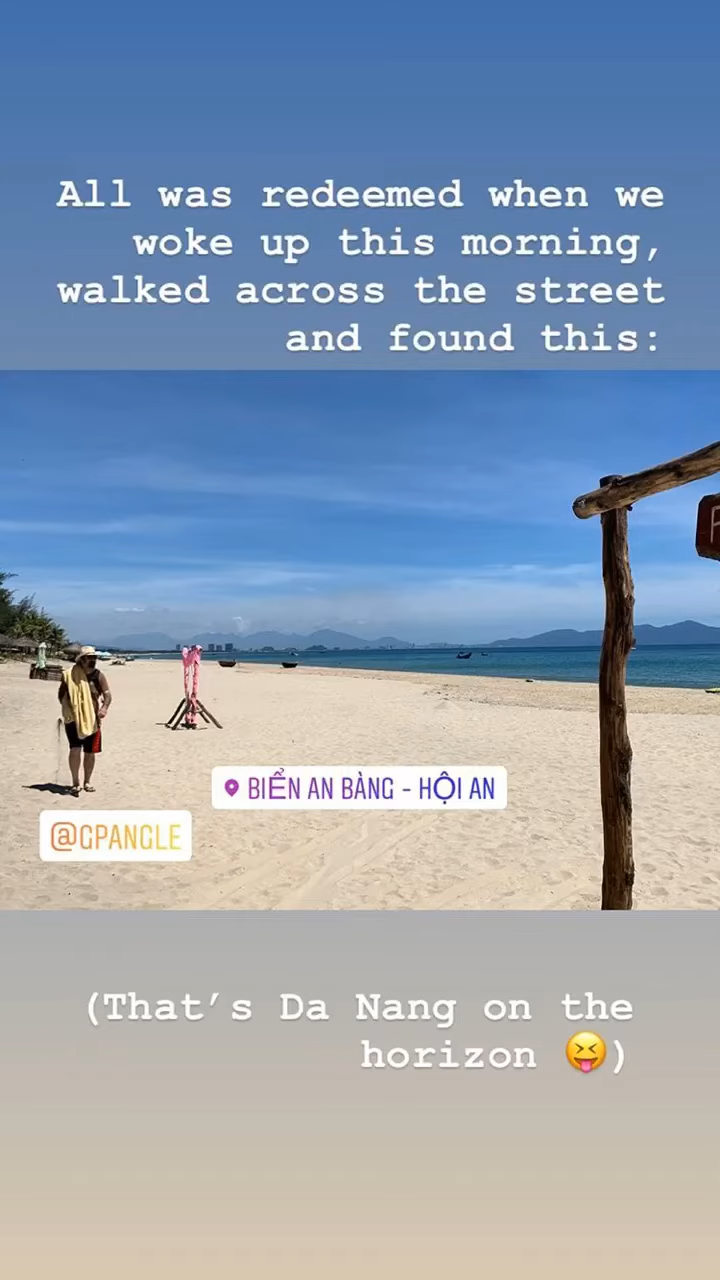 All was redeemed when we
woke up this morning,
walked across the street
and found this:
BIỂN AN BÀNG - HỘI AN
@GPANGLE
(That's Da Nang on the
horizon 😝)